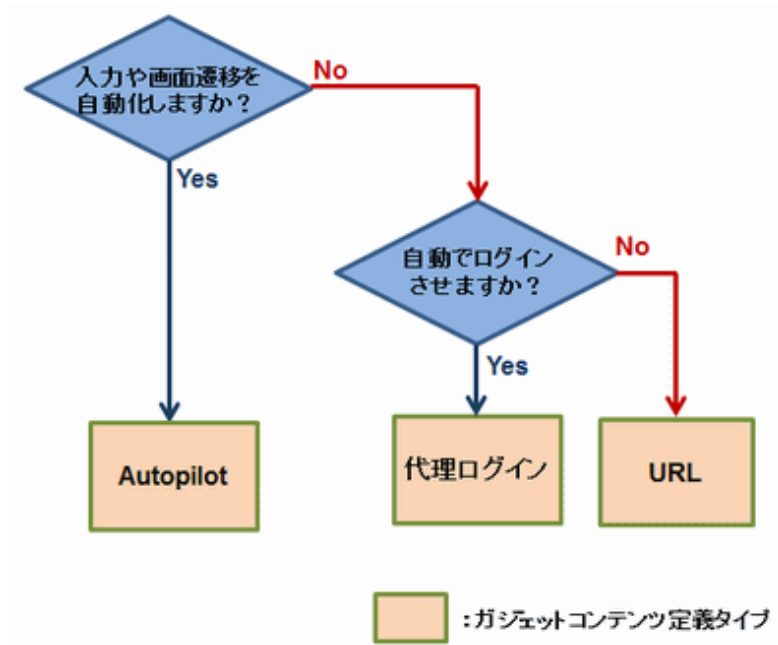 入力や画面遷移を
自動化しますか？
No
Yes
自動でログイン
させますか？
No
Yes
Autopilot
代理ログイン
URL
：ガジェットコンテンツ定義タイプ